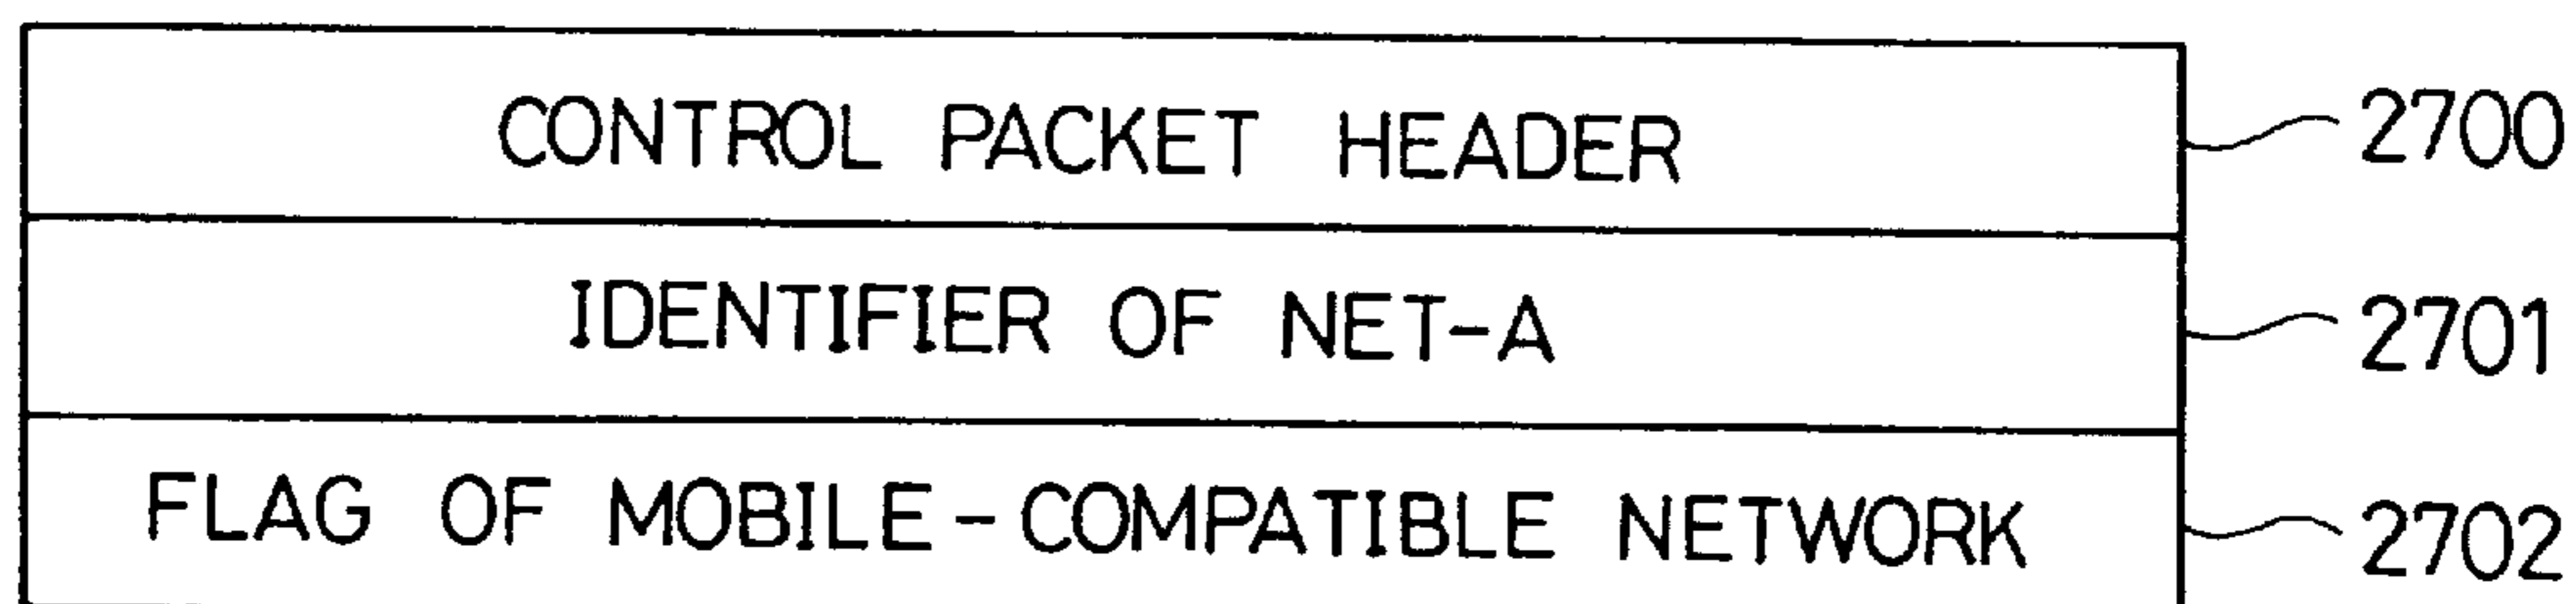 CONTROL PACKET HEADER 2700
IDENTIFIER OF NET-A 2701
FLAG OF MOBILE-COMPATIBLE NETWORK 2702